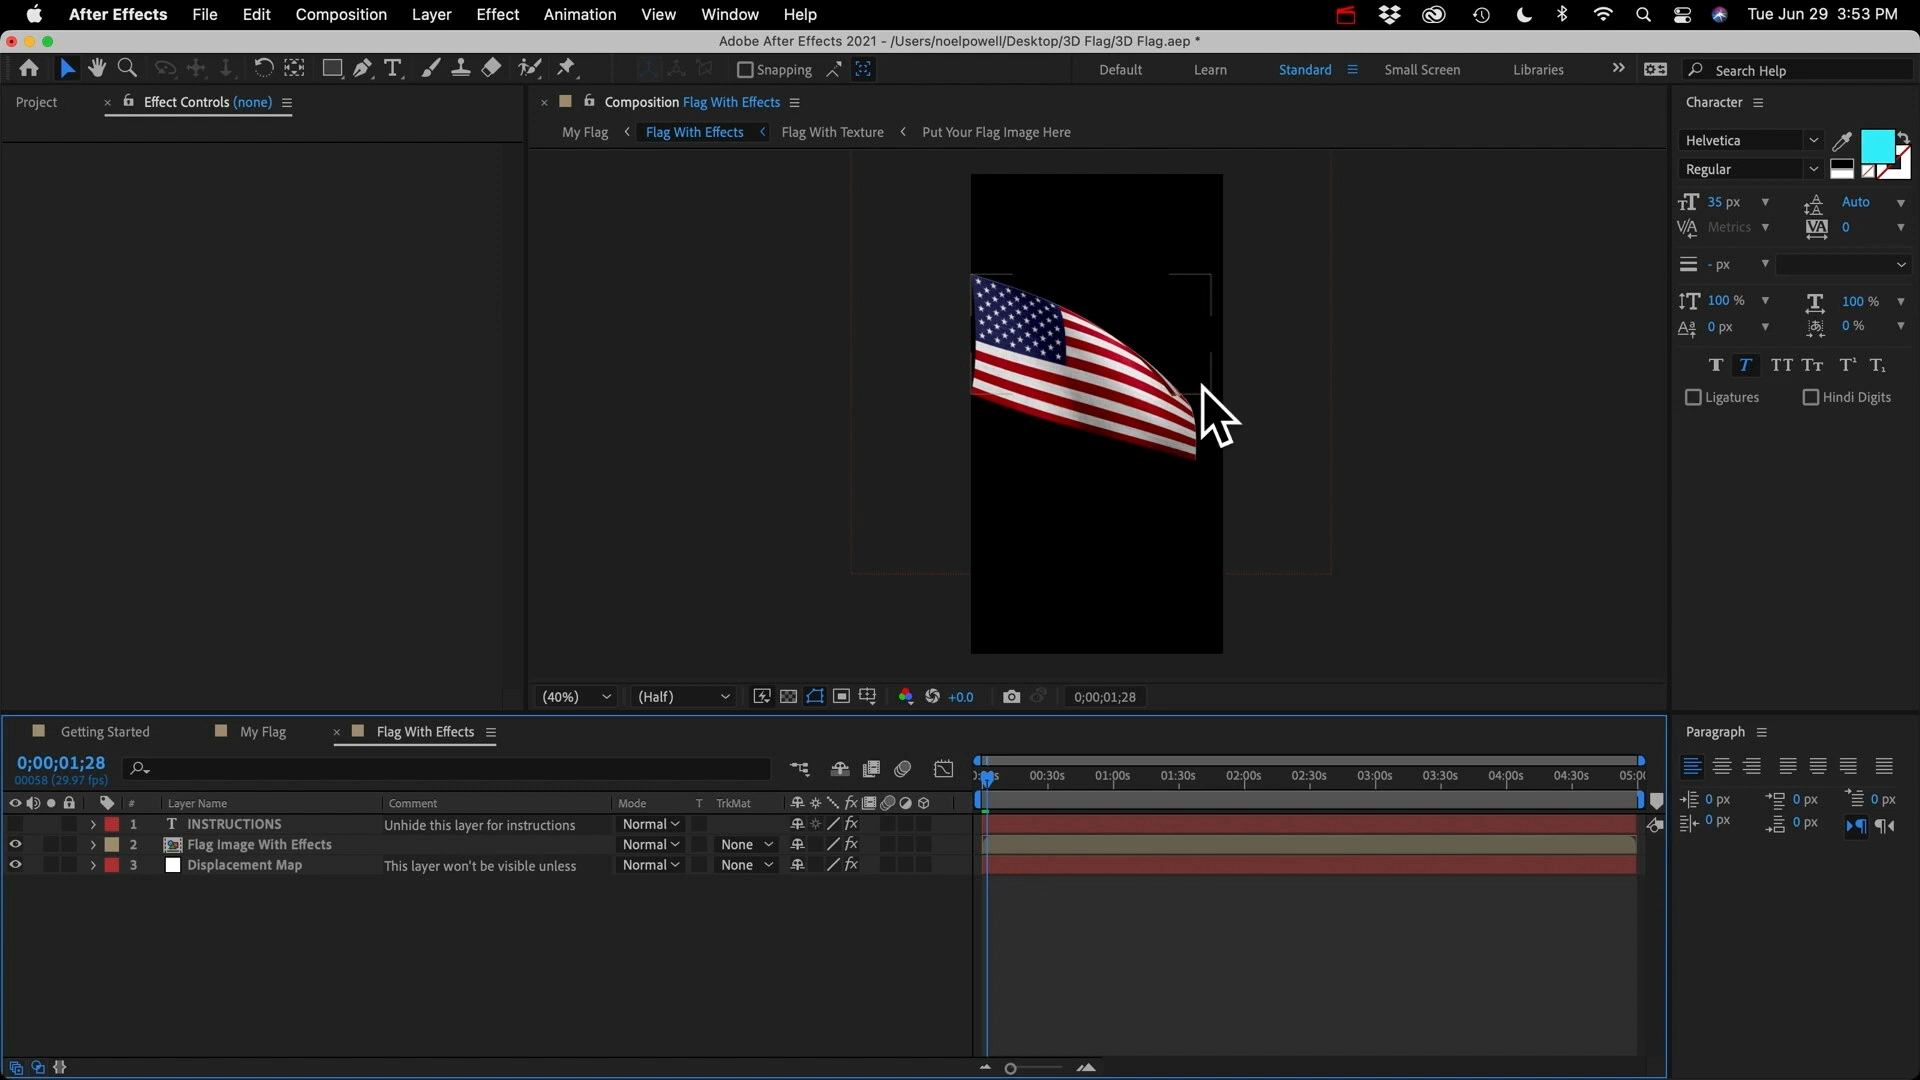 After Effects File Edit Composition Layer Effect Animation View Window Help Tue Jun 29 3:53 PM
Adobe After Effects 2021 - /Users/noelpowell/Desktop/3D Flag/3D Flag.aep *
Snapping Default Learn Standard Small Screen Libraries Search Help
Project Effect Controls (none) Composition Flag With Effects
My Flag Flag With Effects Flag With Texture Put Your Flag Image Here
Character
Helvetica
Regular
35 px Auto
Metrics 0
- px
100 % 100 %
0 px 0 %
Ligatures Hindi Digits
(40%) (Half) +0.0 0;00;01;28
Getting Started My Flag Flag With Effects
0;00;01;28
00058 (29.97 fps)
00:30s 01:00s 01:30s 02:00s 02:30s 03:00s 03:30s 04:00s 04:30s
# Layer Name Comment Mode T TrkMat
1 INSTRUCTIONS Unhide this layer for instructions Normal
2 Flag Image With Effects Normal None
3 Displacement Map This layer won't be visible unless Normal None
Paragraph
0 px 0 px 0 px
0 px 0 px